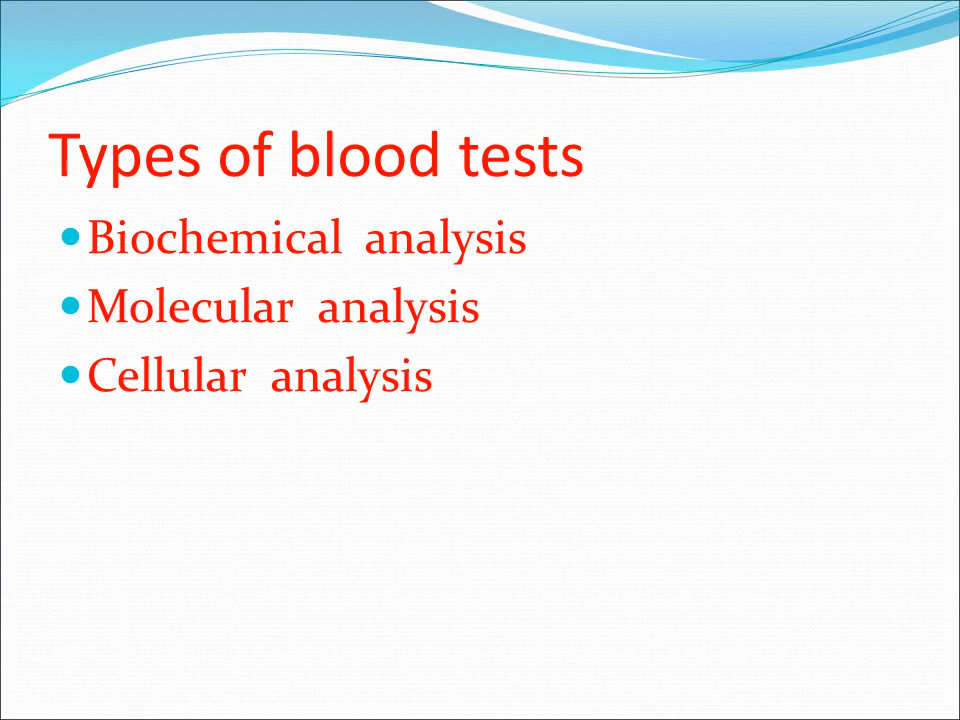 Types of blood tests
Biochemical analysis
Molecular analysis
Cellular analysis